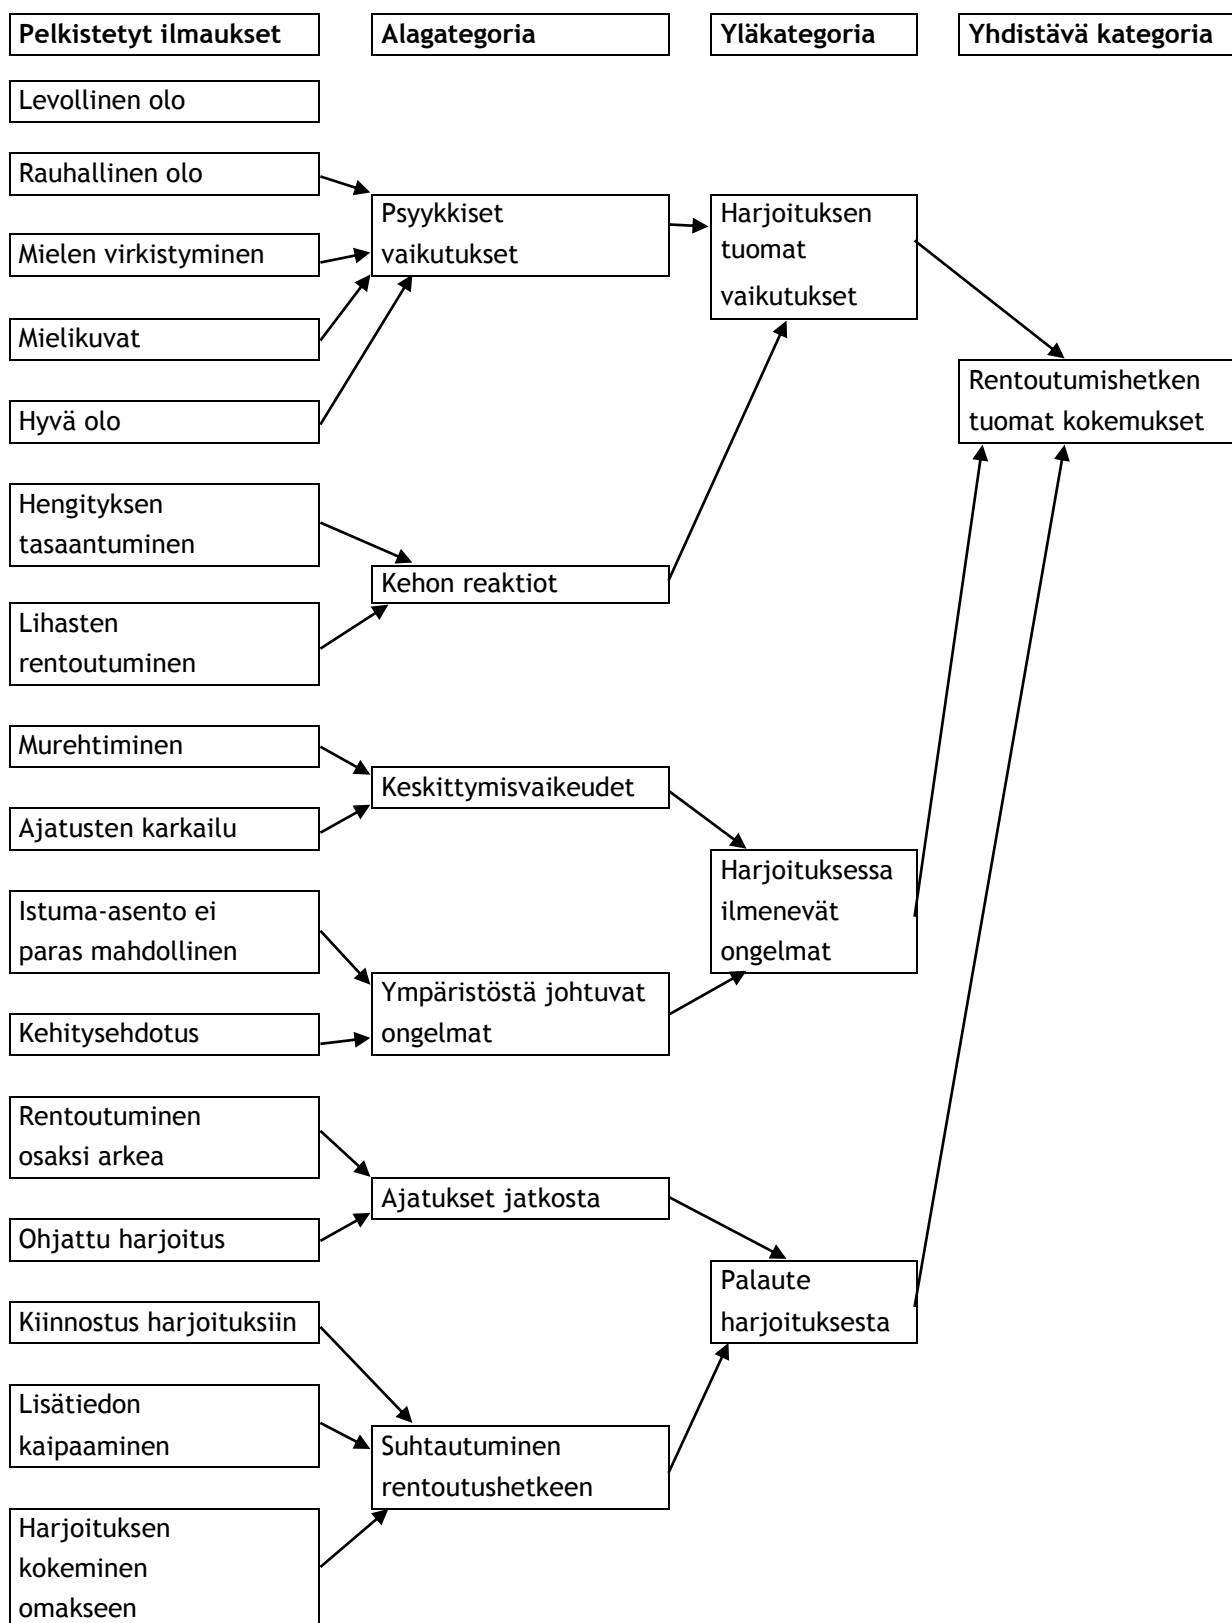 Pelkistetyt ilmaukset
Alagategoria
Yläkategoria
Yhdistävä kategoria
Levollinen olo
Rauhallinen olo
Mielen virkistyminen
Mielikuvat
Hyvä olo
Hengityksen
tasaantuminen
Lihasten
rentoutuminen
Murehtiminen
Ajatusten karkailu
Istuma-asento ei
paras mahdollinen
Kehitysehdotus
Rentoutuminen
osaksi arkea
Ohjattu harjoitus
Kiinnostus harjoituksiin
Lisätiedon
kaipaaminen
Harjoituksen
kokeminen
omakseen
Psyykkiset
vaikutukset
Kehon reaktiot
Keskittymisvaikeudet
Ympäristöstä johtuvat
ongelmat
Ajatukset jatkosta
Suhtautuminen
rentoutushetkeen
Harjoituksen
tuomat
vaikutukset
Harjoituksessa
ilmenevät
ongelmat
Palaute
harjoituksesta
Rentoutumishetken
tuomat kokemukset